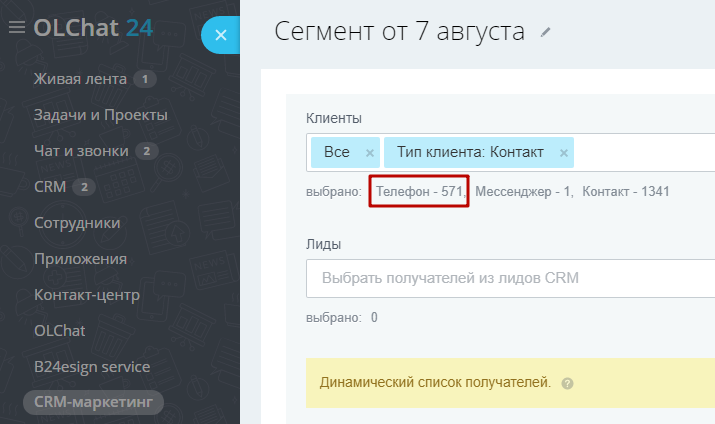 OLChat 24
Живая лента 1
Задачи и Проекты
Чат и звонки 2
CRM 2
Сотрудники
Приложения
Контакт-центр
OLChat
B24esign service
CRM-маркетинг
Сегмент от 7 августа
Клиенты
Все × Тип клиента: Контакт ×
выбрано: Телефон - 571, Мессенджер - 1, Контакт - 1341
Лиды
Выбрать получателей из лидов CRM
выбрано: 0
Динамический список получателей. ?